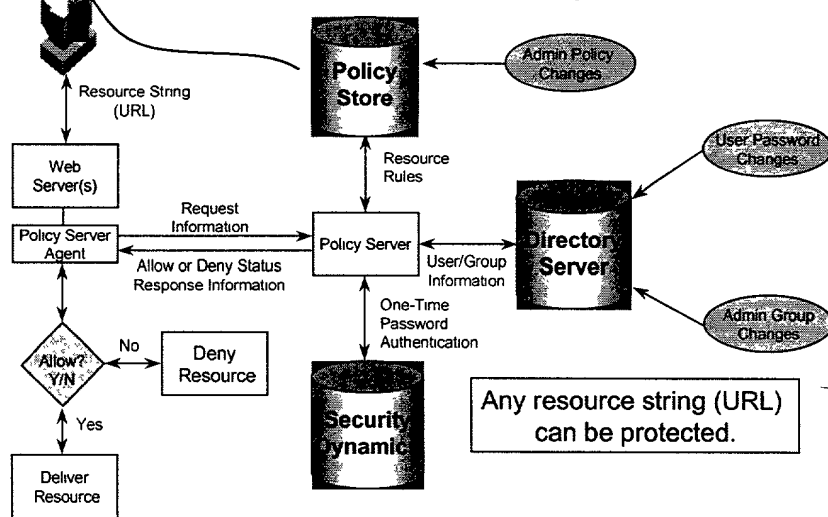 Policy
Store
Admin Policy
Changes
Resource String
(URL)
Web
Server(s)
Resource
Rules
User Password
Changes
Request
Information
Policy Server
Agent
Policy Server
Allow or Deny Status
Response Information
User/Group
Information
Directory
Server
One-Time
Password
Authentication
Admin Group
Changes
Allow?
Y/N
No
Deny
Resource
Yes
Security
Dynamic
Any resource string (URL)
can be protected.
Deliver
Resource